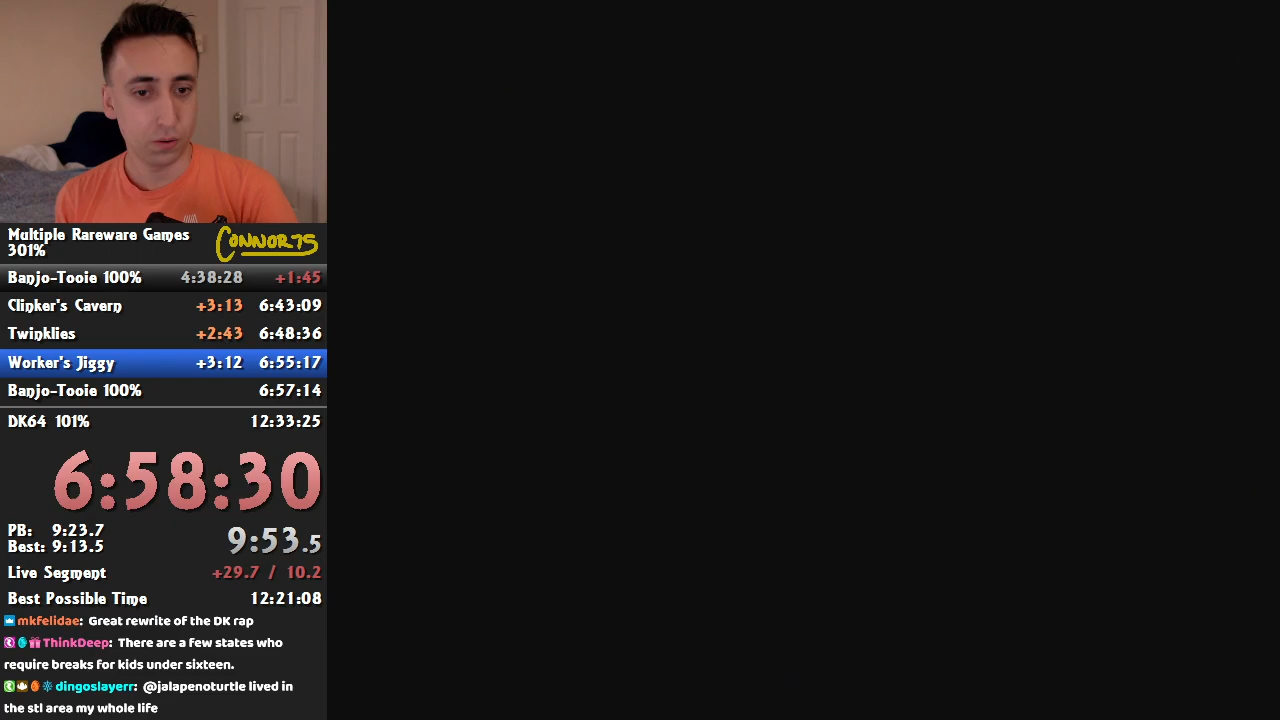 Multiple Rareware Games
301%
CONNOR75
Banjo-Tooie 100% 4:38:28 +1:45
Clinker's Cavern +3:13 6:43:09
Twinklies +2:43 6:48:36
Worker's Jiggy +3:12 6:55:17
Banjo-Tooie 100% 6:57:14
DK64 101% 12:33:25
6:58:30
PB: 9:23.7
Best: 9:13.5
9:53.5
Live Segment +29.7 / 10.2
Best Possible Time 12:21:08
mkfelidae: Great rewrite of the DK rap
ThinkDeep: There are a few states who
require breaks for kids under sixteen.
dingoslayerr: @jalapenoturtle lived in
the stl area my whole life